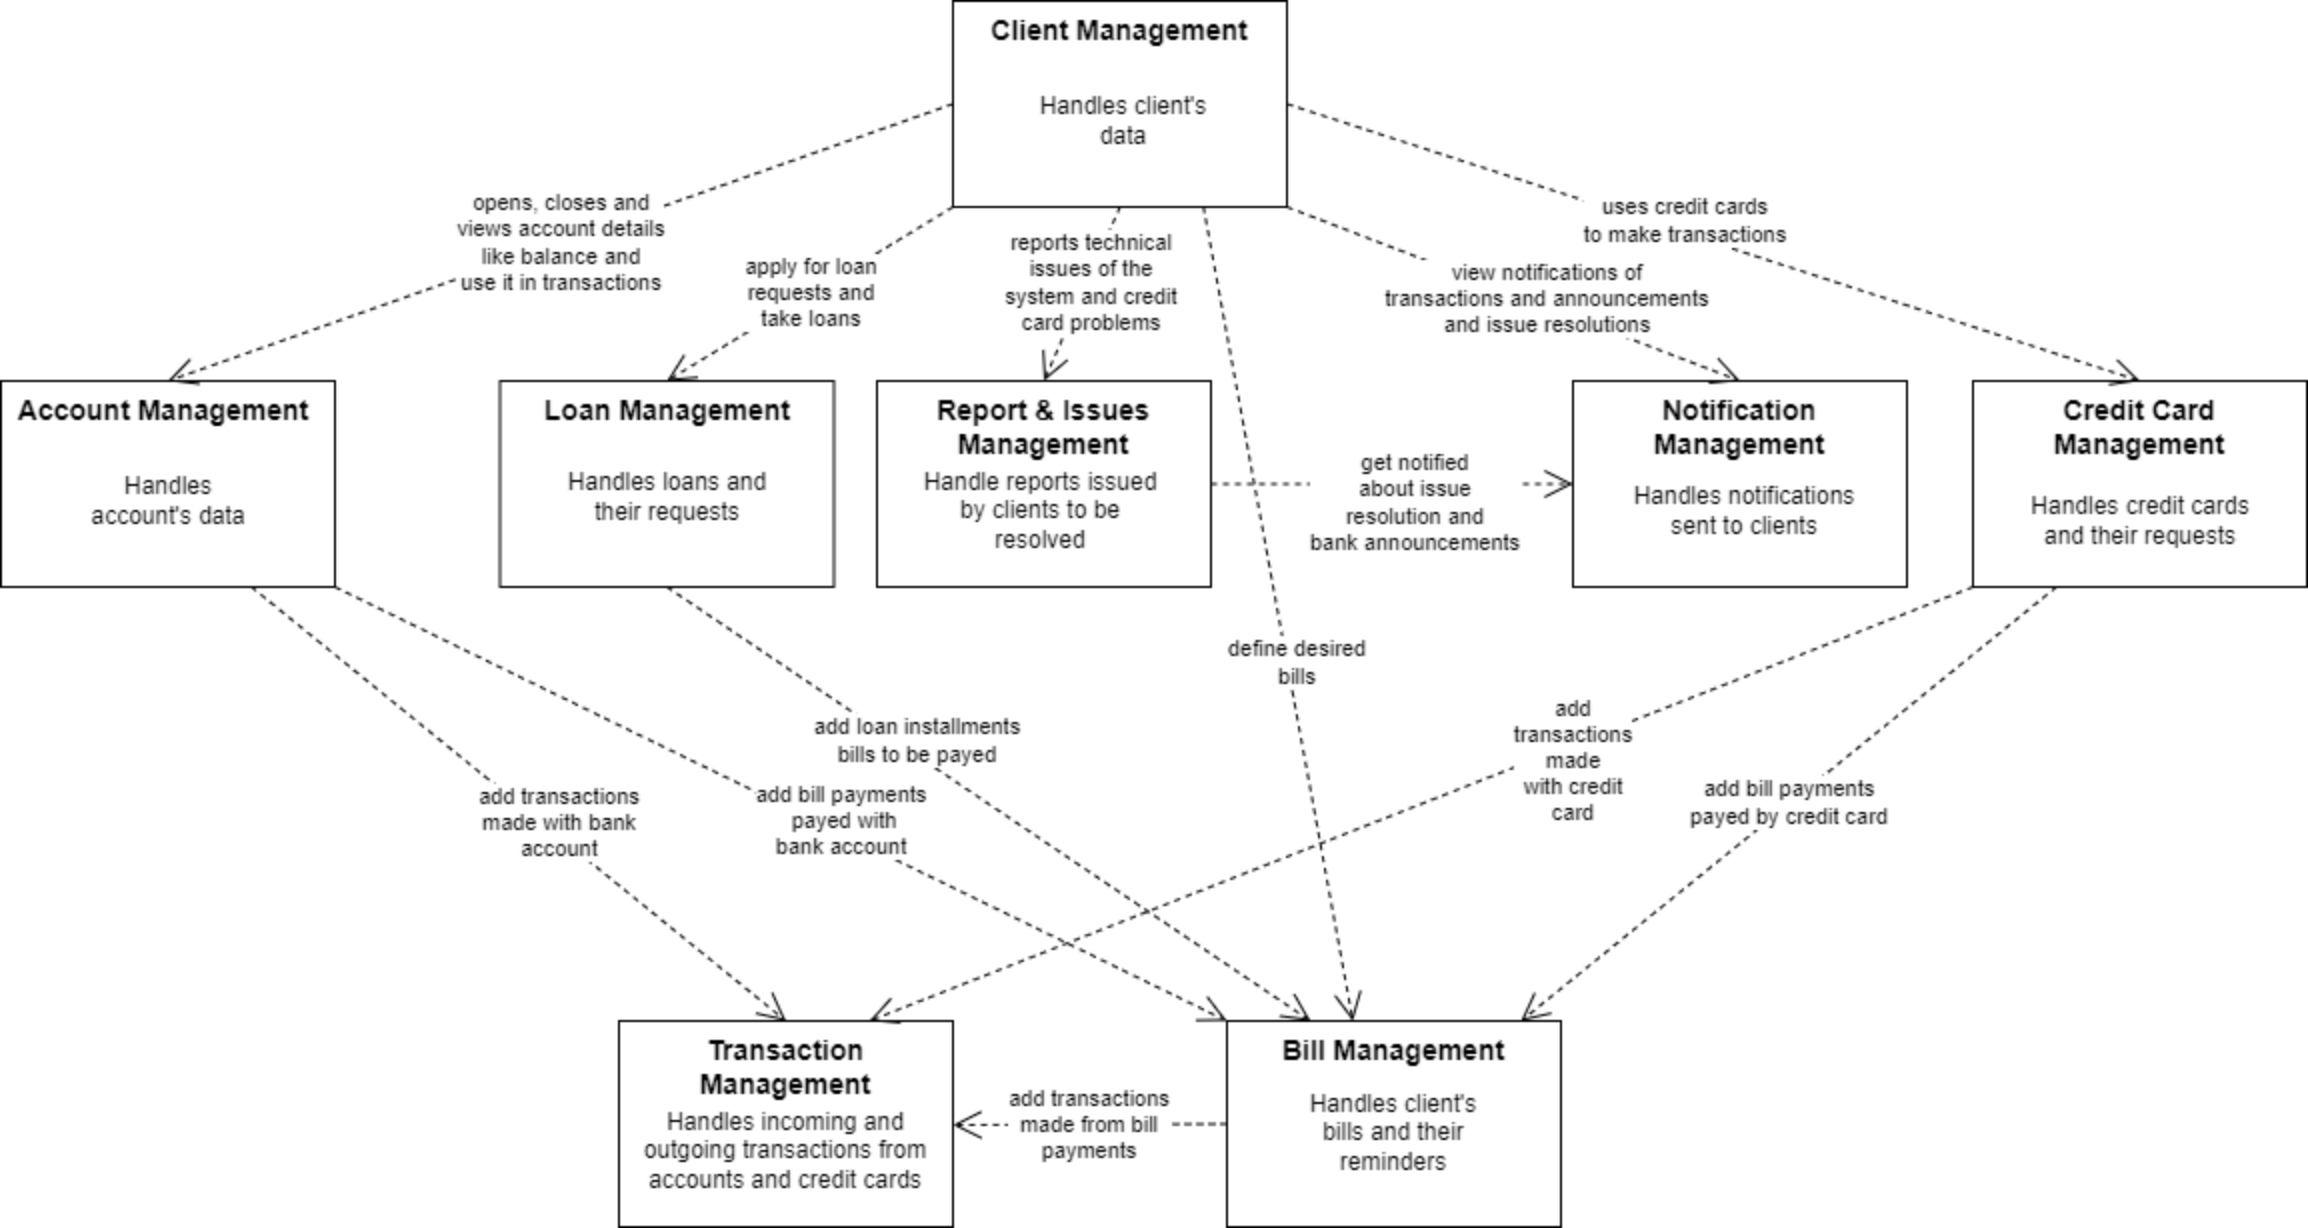 Client Management
Handles client's
data
opens, closes and
views account details
like balance and
use it in transactions
apply for loan
requests and
take loans
reports technical
issues of the
system and credit
card problems
view notifications of
transactions and announcements
and issue resolutions
uses credit cards
to make transactions
Account Management
Handles
account's data
Loan Management
Handles loans and
their requests
Report & Issues
Management
Handle reports issued
by clients to be
resolved
get notified
about issue
resolution and
bank announcements
Notification
Management
Handles notifications
sent to clients
Credit Card
Management
Handles credit cards
and their requests
define desired
bills
add transactions
made with bank
account
add bill payments
payed with
bank account
add loan installments
bills to be payed
add
transactions
made
with credit
card
add bill payments
payed by credit card
Transaction
Management
Handles incoming and
outgoing transactions from
accounts and credit cards
add transactions
made from bill
payments
Bill Management
Handles client's
bills and their
reminders